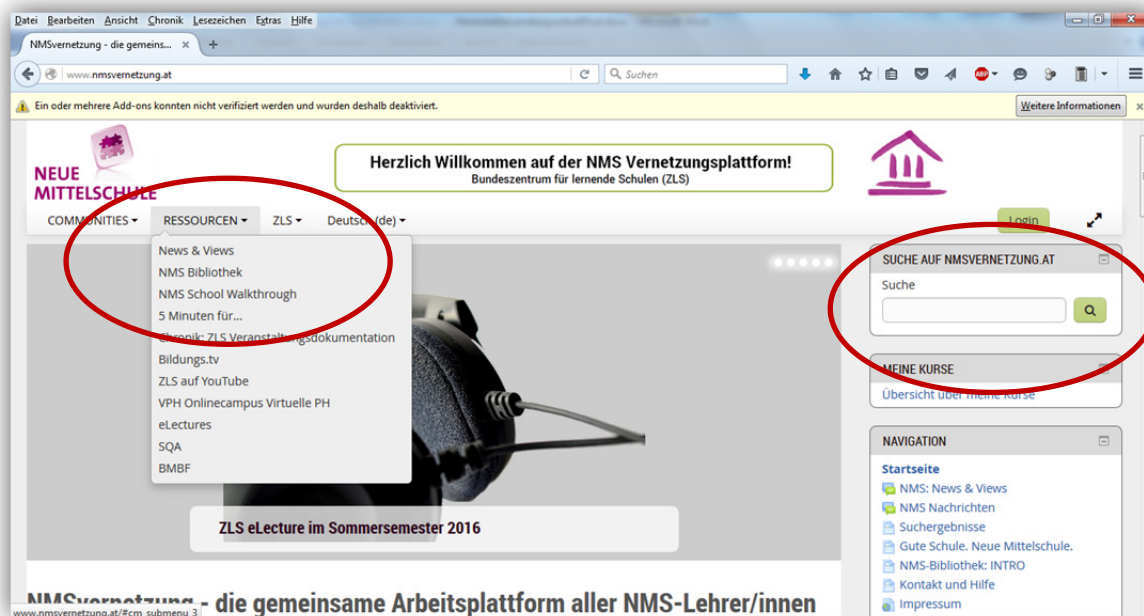 Datei Bearbeiten Ansicht Chronik Lesezeichen Extras Hilfe
NMSvernetzung - die gemeins...
www.nmsvernetzung.at
Suchen
ABP
Ein oder mehrere Add-ons konnten nicht verifiziert werden und wurden deshalb deaktiviert.
Weitere Informationen
NEUE
MITTELSCHULE
Herzlich Willkommen auf der NMS Vernetzungsplattform!
Bundeszentrum für lernende Schulen (ZLS)
COMMUNITIES RESSOURCEN ZLS Deutsch (de)
Login
News & Views
NMS Bibliothek
NMS School Walkthrough
5 Minuten für...
Chronik: ZLS Veranstaltungsdokumentation
Bildungs.tv
ZLS auf YouTube
VPH Onlinecampus Virtuelle PH
eLectures
SQA
BMBF
ZLS eLecture im Sommersemester 2016
SUCHE AUF NMSVERNETZUNG.AT
Suche
MEINE KURSE
Übersicht über meine Kurse
NAVIGATION
Startseite
NMS: News & Views
NMS Nachrichten
Suchergebnisse
Gute Schule. Neue Mittelschule.
NMS-Bibliothek: INTRO
Kontakt und Hilfe
Impressum
NMSvernetzung - die gemeinsame Arbeitsplattform aller NMS-Lehrer/innen
www.nmsvernetzung.at/#cm_submenu_3